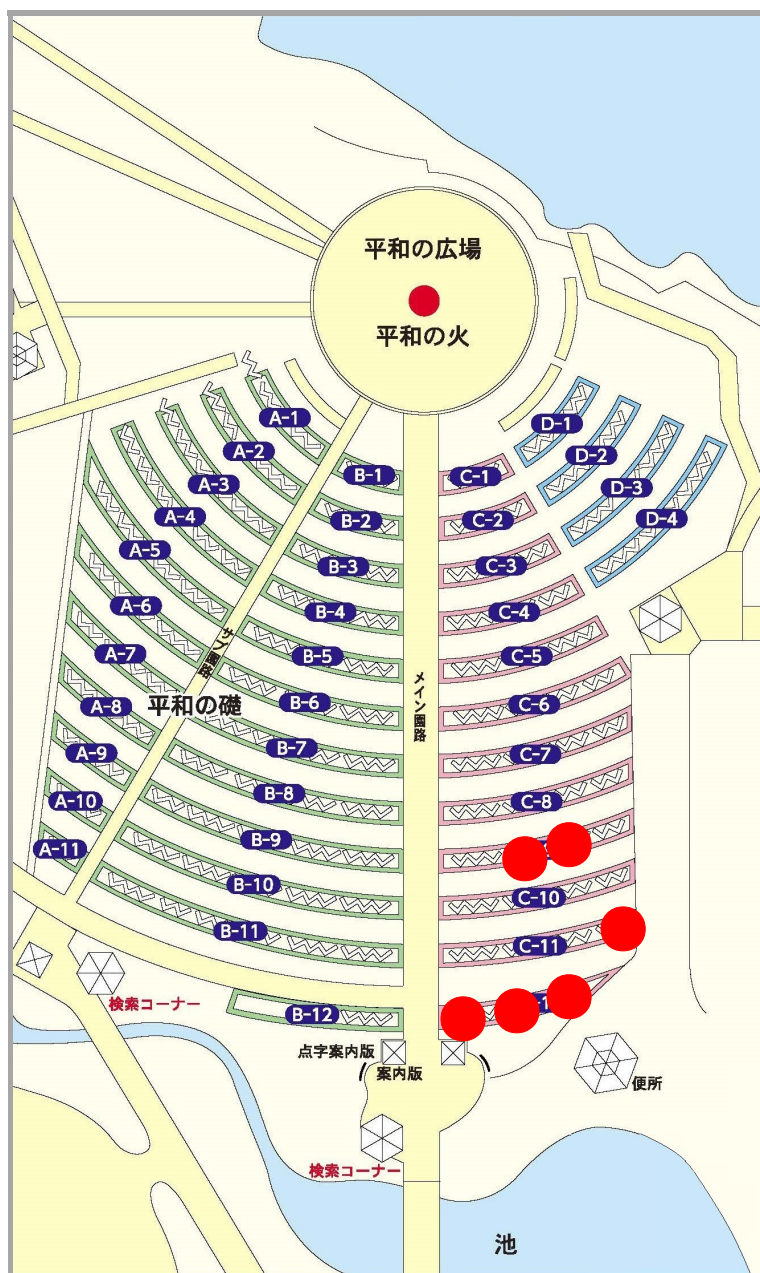 平和の広場
平和の火
A-1
A-2
A-3
A-4
A-5
A-6
A-7
A-8
A-9
A-10
A-11
B-1
B-2
B-3
B-4
B-5
B-6
B-7
B-8
B-9
B-10
B-11
B-12
C-1
C-2
C-3
C-4
C-5
C-6
C-7
C-8
C-10
C-11
D-1
D-2
D-3
D-4
サブ園路
メイン園路
平和の礎
検索コーナー
点字案内版
案内版
検索コーナー
便所
池